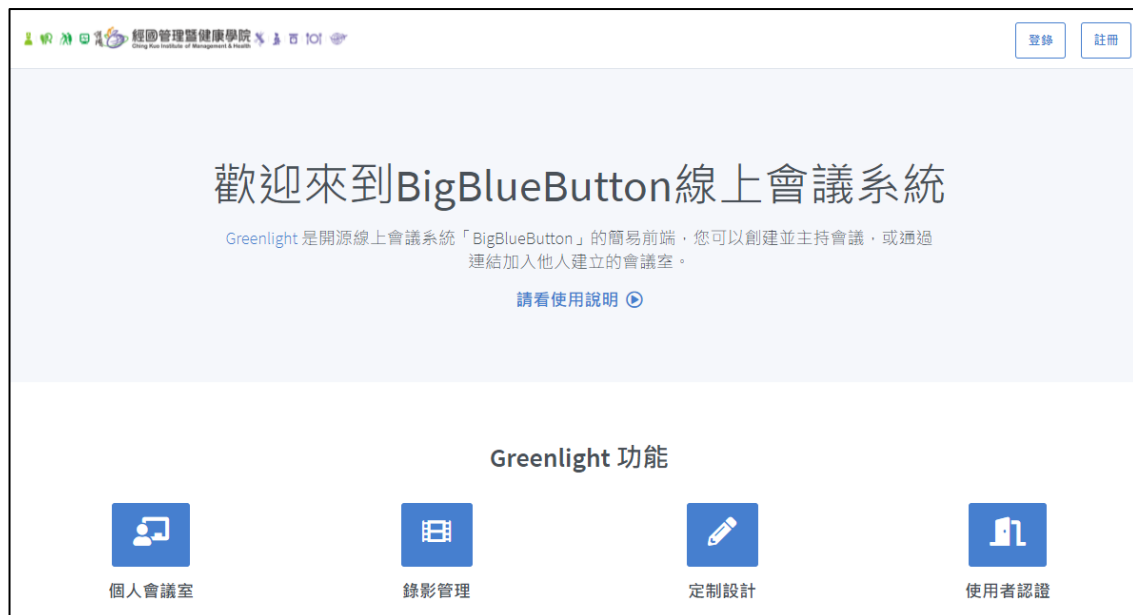 經國管理暨健康學院
Ching Kuo Institute of Management & Health
登錄
註冊
歡迎來到BigBlueButton線上會議系統
Greenlight 是開源線上會議系統「BigBlueButton」的簡易前端，您可以創建並主持會議，或通過
連結加入他人建立的會議室。
請看使用說明
Greenlight 功能
個人會議室
錄影管理
定制設計
使用者認證